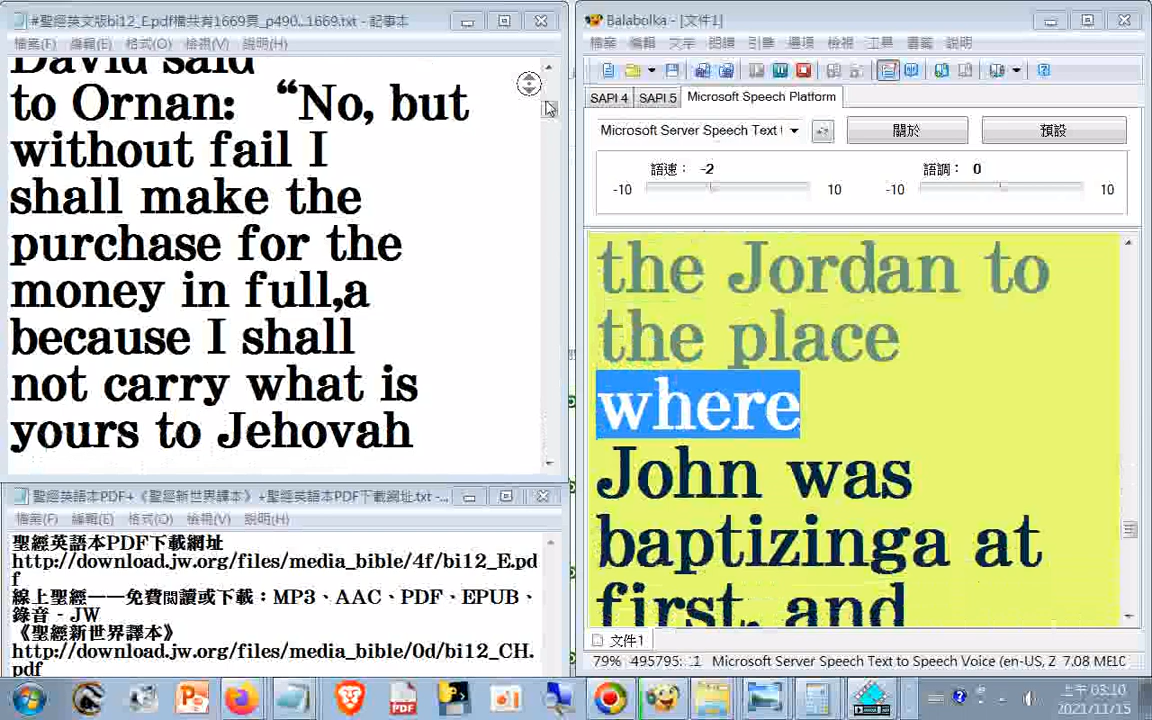 #聖經英文版bi12_E.pdf檔共有1669頁_p490...1669.txt - 記事本
檔案(F) 編輯(E) 格式(O) 檢視(V) 說明(H)
David said
to Ornan: “No, but
without fail I
shall make the
purchase for the
money in full,a
because I shall
not carry what is
yours to Jehovah
聖經英語本PDF+《聖經新世界譯本》+聖經英語本PDF下載網址.txt -...
檔案(F) 編輯(E) 格式(O) 檢視(V) 說明(H)
聖經英語本PDF下載網址
http://download.jw.org/files/media_bible/4f/bi12_E.pd
f
線上聖經——免費閱讀或下載：MP3、AAC、PDF、EPUB、
錄音 - JW
《聖經新世界譯本》
http://download.jw.org/files/media_bible/0d/bi12_CH.
pdf
Balabolka - [文件1]
檔案 編輯 文字 朗讀 引擎 選項 檢視 工具 書籤 說明
SAPI 4 SAPI 5 Microsoft Speech Platform
Microsoft Server Speech Text 關於 預設
語速： -2 語調： 0
-10 10 -10 10
the Jordan to
the place
where
John was
baptizinga at
first, and
文件1
79% 495795: Microsoft Server Speech Text to Speech Voice (en-US, Z 7.08
上午 03:10
2021/11/15